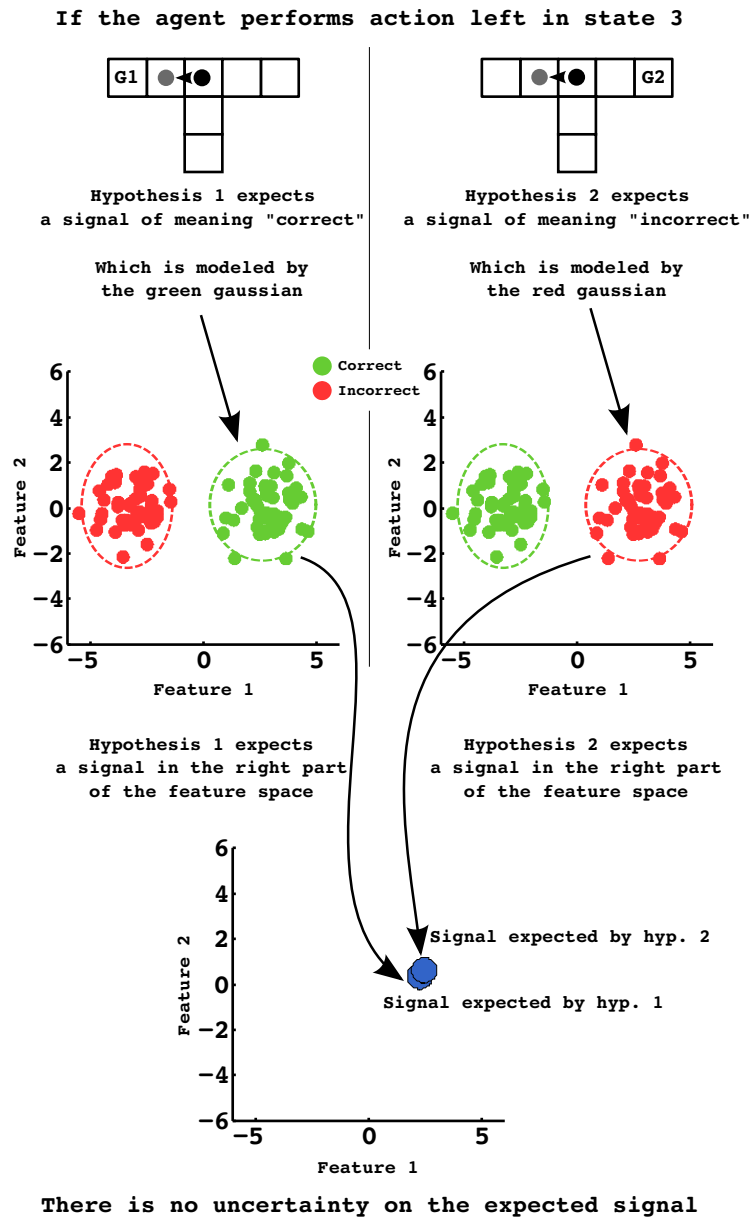 If the agent performs action left in state 3
G1
G2
Hypothesis 1 expects
a signal of meaning "correct"
Hypothesis 2 expects
a signal of meaning "incorrect"
Which is modeled by
the green gaussian
Which is modeled by
the red gaussian
Correct
Incorrect
6
4
2
0
−2
−4
−6
−5
0
5
Feature 2
Feature 1
6
4
2
0
−2
−4
−6
−5
0
5
Feature 2
Feature 1
Hypothesis 1 expects
a signal in the right part
of the feature space
Hypothesis 2 expects
a signal in the right part
of the feature space
6
4
2
0
−2
−4
−6
−5
0
5
Feature 2
Feature 1
Signal expected by hyp. 2
Signal expected by hyp. 1
There is no uncertainty on the expected signal